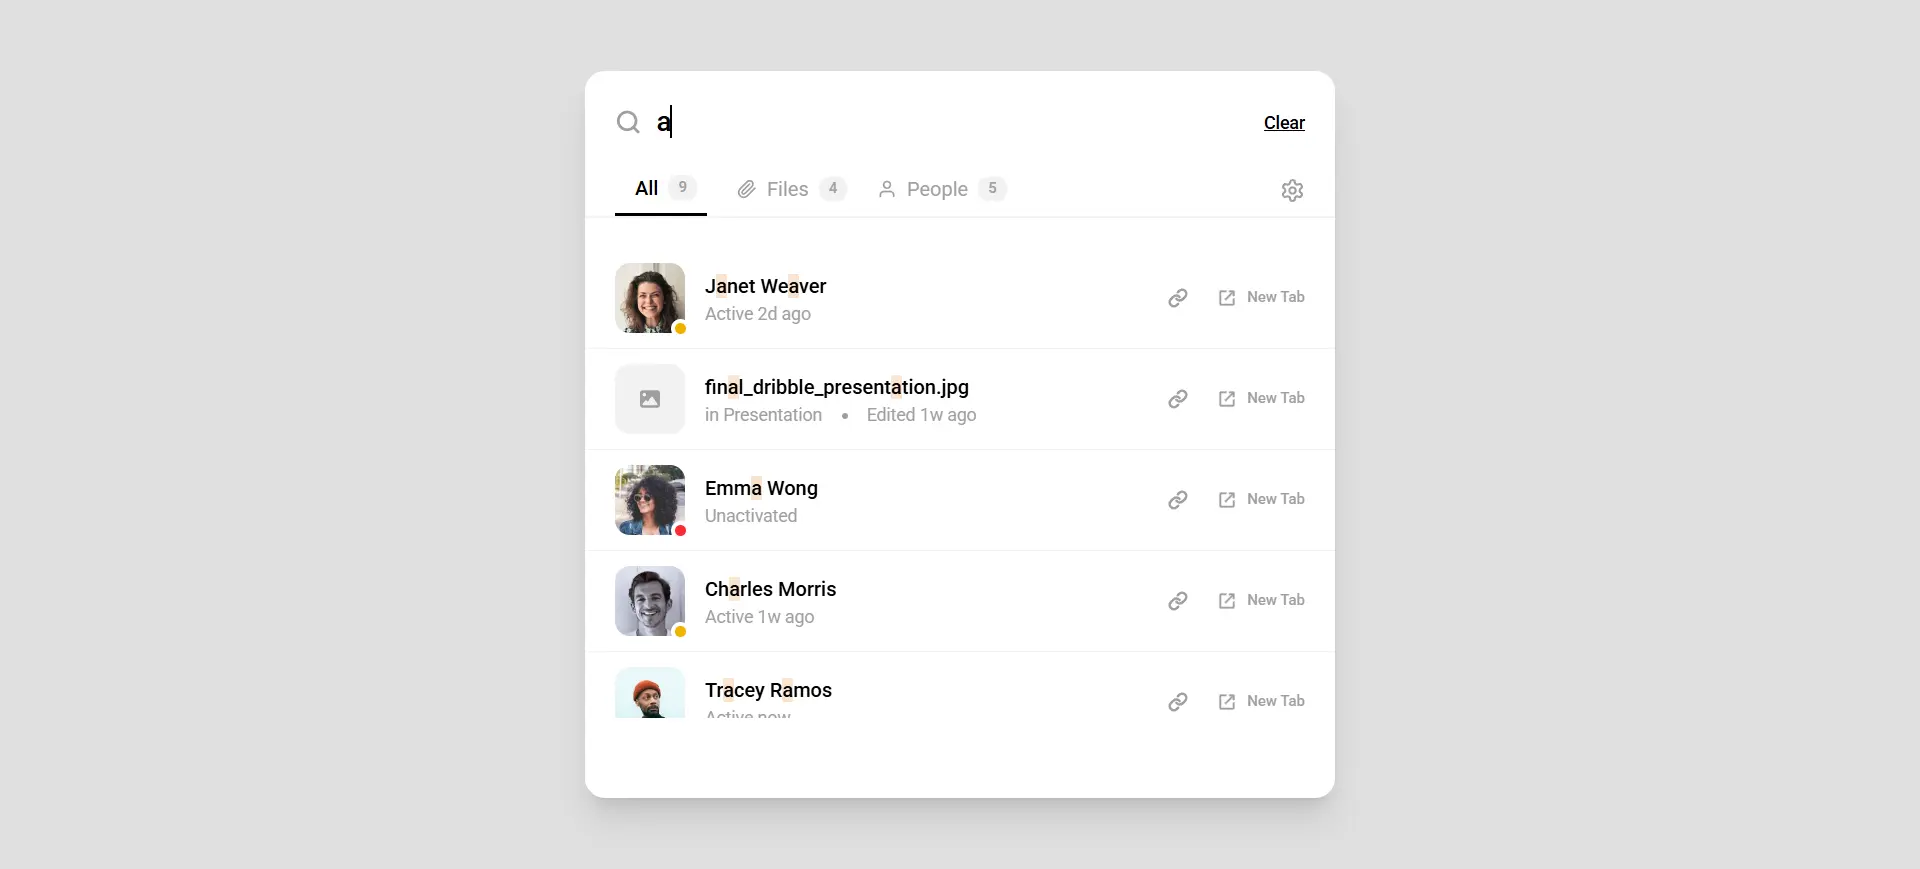 a
Clear
All 9 Files 4 People 5
Janet Weaver
Active 2d ago
New Tab
final_dribble_presentation.jpg
in Presentation • Edited 1w ago
New Tab
Emma Wong
Unactivated
New Tab
Charles Morris
Active 1w ago
New Tab
Tracey Ramos
Active now
New Tab